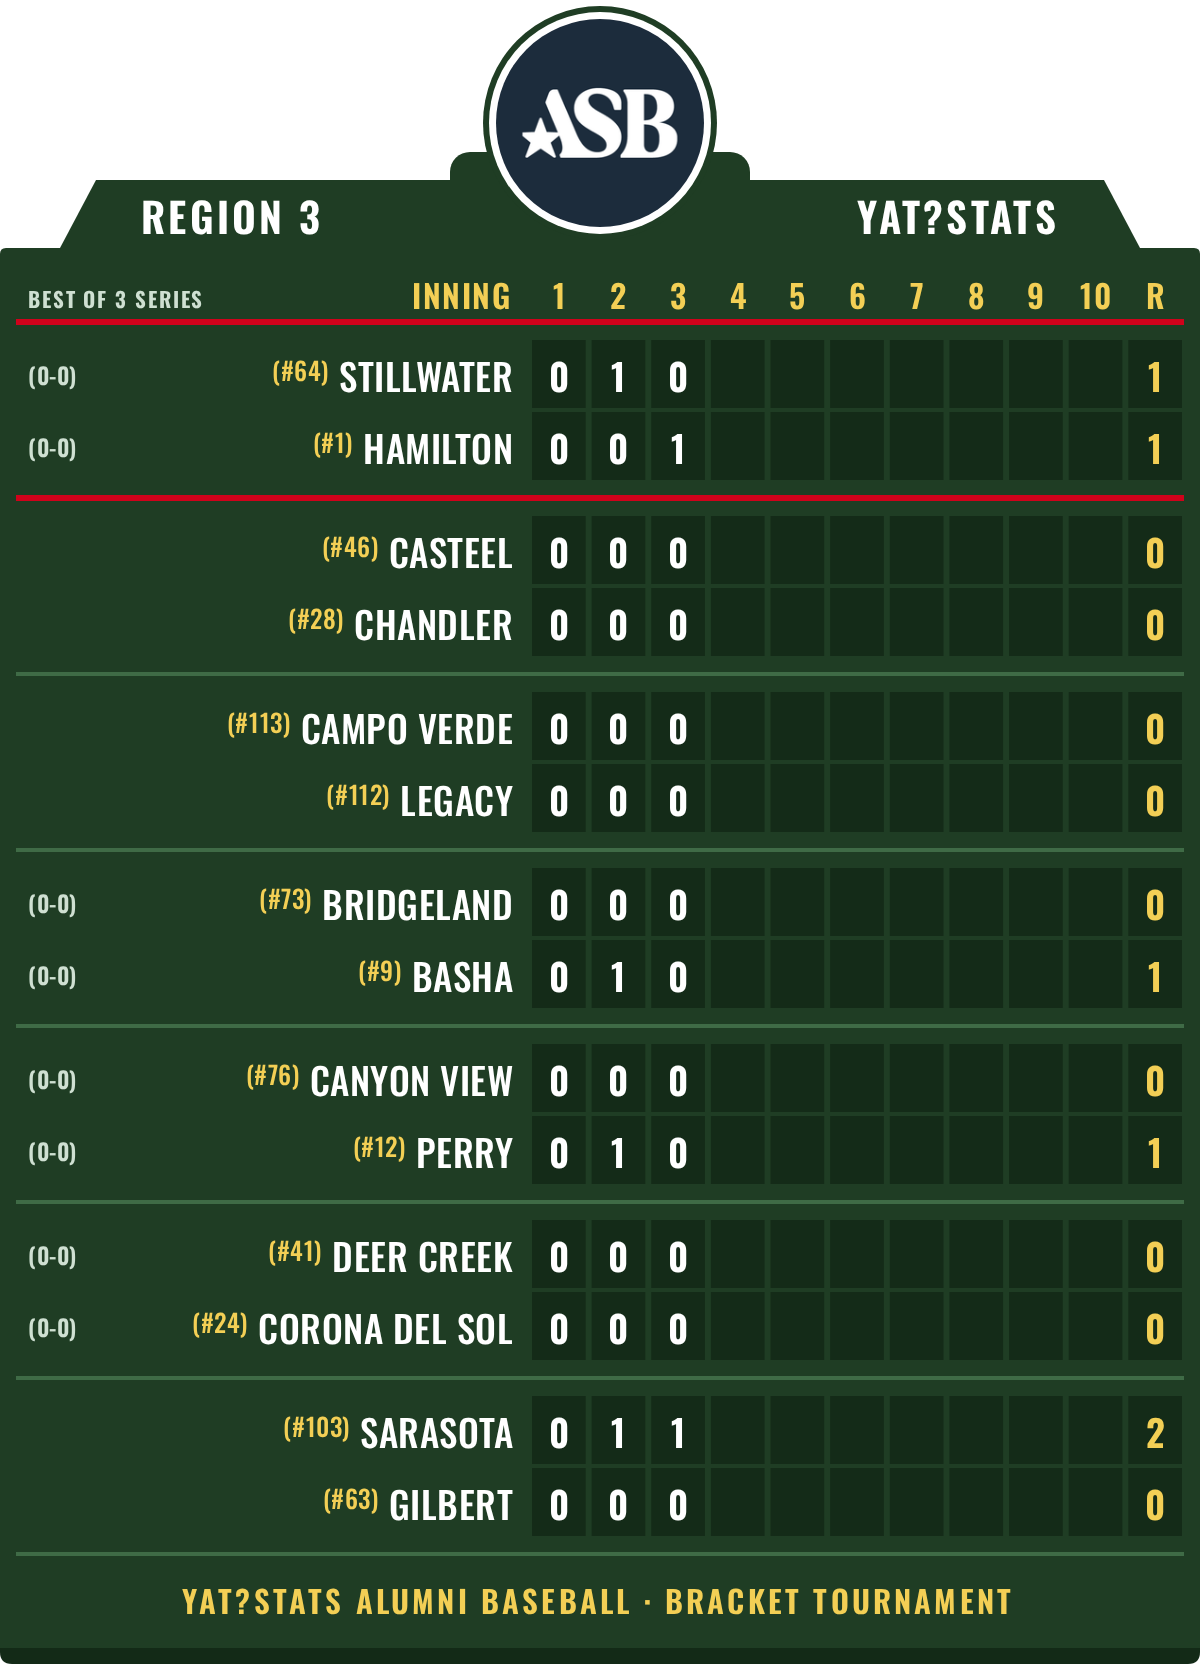 ASB
REGION 3 YAT?STATS
BEST OF 3 SERIES INNING 1 2 3 4 5 6 7 8 9 10 R
(0-0) (#64) STILLWATER 0 1 0 1
(0-0) (#1) HAMILTON 0 0 1 1
(#46) CASTEEL 0 0 0 0
(#28) CHANDLER 0 0 0 0
(#113) CAMPO VERDE 0 0 0 0
(#112) LEGACY 0 0 0 0
(0-0) (#73) BRIDGELAND 0 0 0 0
(0-0) (#9) BASHA 0 1 0 1
(0-0) (#76) CANYON VIEW 0 0 0 0
(0-0) (#12) PERRY 0 1 0 1
(0-0) (#41) DEER CREEK 0 0 0 0
(0-0) (#24) CORONA DEL SOL 0 0 0 0
(#103) SARASOTA 0 1 1 2
(#63) GILBERT 0 0 0 0
YAT?STATS ALUMNI BASEBALL · BRACKET TOURNAMENT